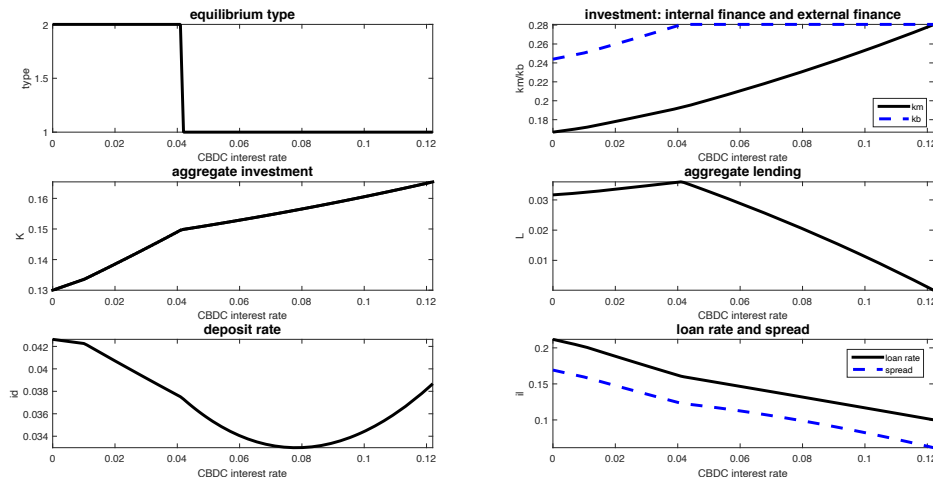 equilibrium type
2
1.5
1
type
0 0.02 0.04 0.06 0.08 0.1 0.12
CBDC interest rate
investment: internal finance and external finance
0.28
0.26
0.24
0.22
0.2
0.18
km/kb
km
kb
0 0.02 0.04 0.06 0.08 0.1 0.12
CBDC interest rate
aggregate investment
0.16
0.15
0.14
0.13
K
0 0.02 0.04 0.06 0.08 0.1 0.12
CBDC interest rate
aggregate lending
0.03
0.02
0.01
0
L
0 0.02 0.04 0.06 0.08 0.1 0.12
CBDC interest rate
deposit rate
0.042
0.04
0.038
0.036
0.034
id
0 0.02 0.04 0.06 0.08 0.1 0.12
CBDC interest rate
loan rate and spread
0.2
0.15
0.1
il
loan rate
spread
0 0.02 0.04 0.06 0.08 0.1 0.12
CBDC interest rate